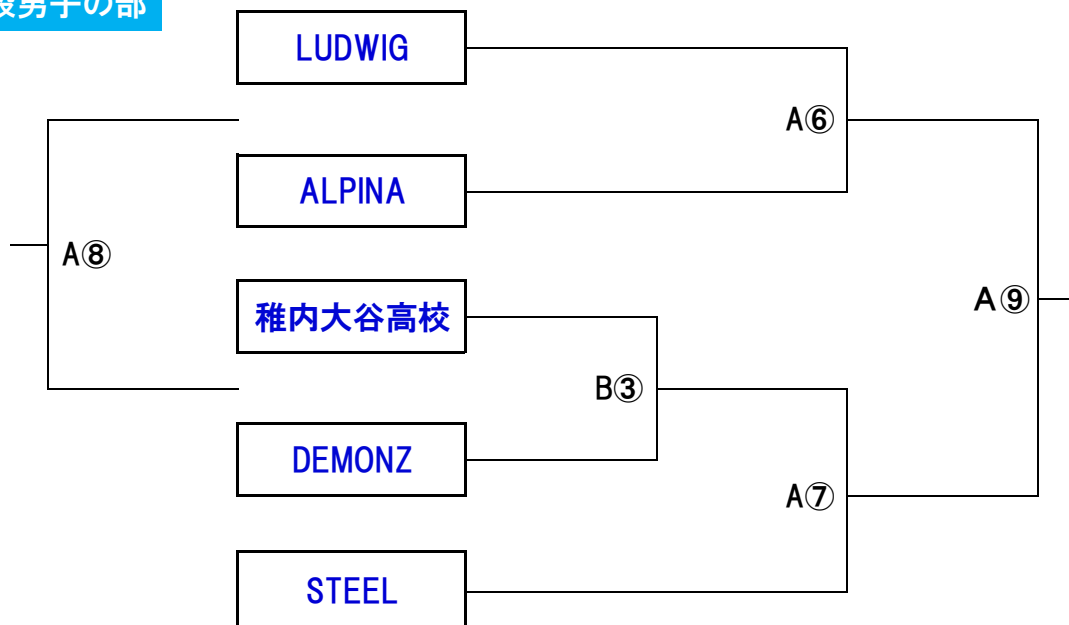 男子の部
LUDWIG
A⑥
ALPINA
A⑧
稚内大谷高校
A⑨
B③
DEMONZ
A⑦
STEEL